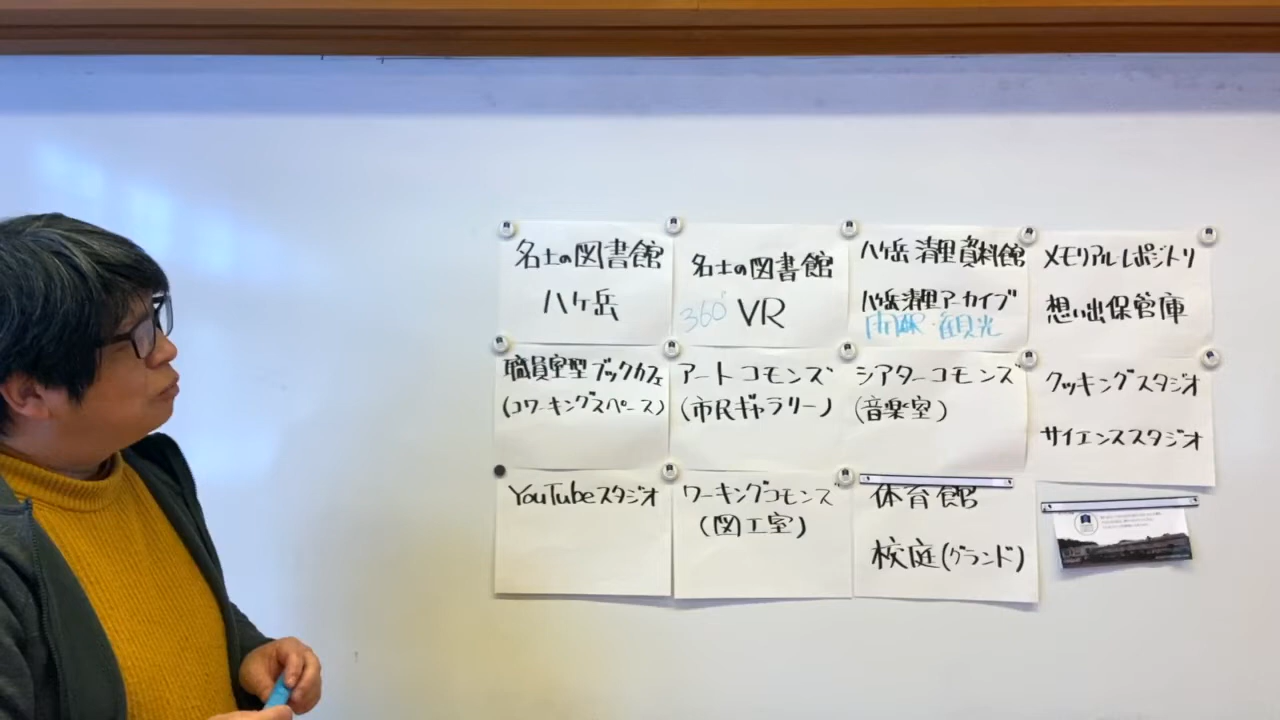 名士の図書館
八ヶ岳
名士の図書館
360° VR
八ヶ岳清里資料館
八ヶ岳清里アーカイブ
・観光
メモリアルレポジトリ
想い出保管庫
職員室型ブックカフェ
(コワーキングスペース)
アートコモンズ
(市民ギャラリー)
シアターコモンズ
(音楽室)
クッキングスタジオ
サイエンススタジオ
YouTubeスタジオ
ワーキングコモンズ
(図工室)
体育館
校庭(グランド)